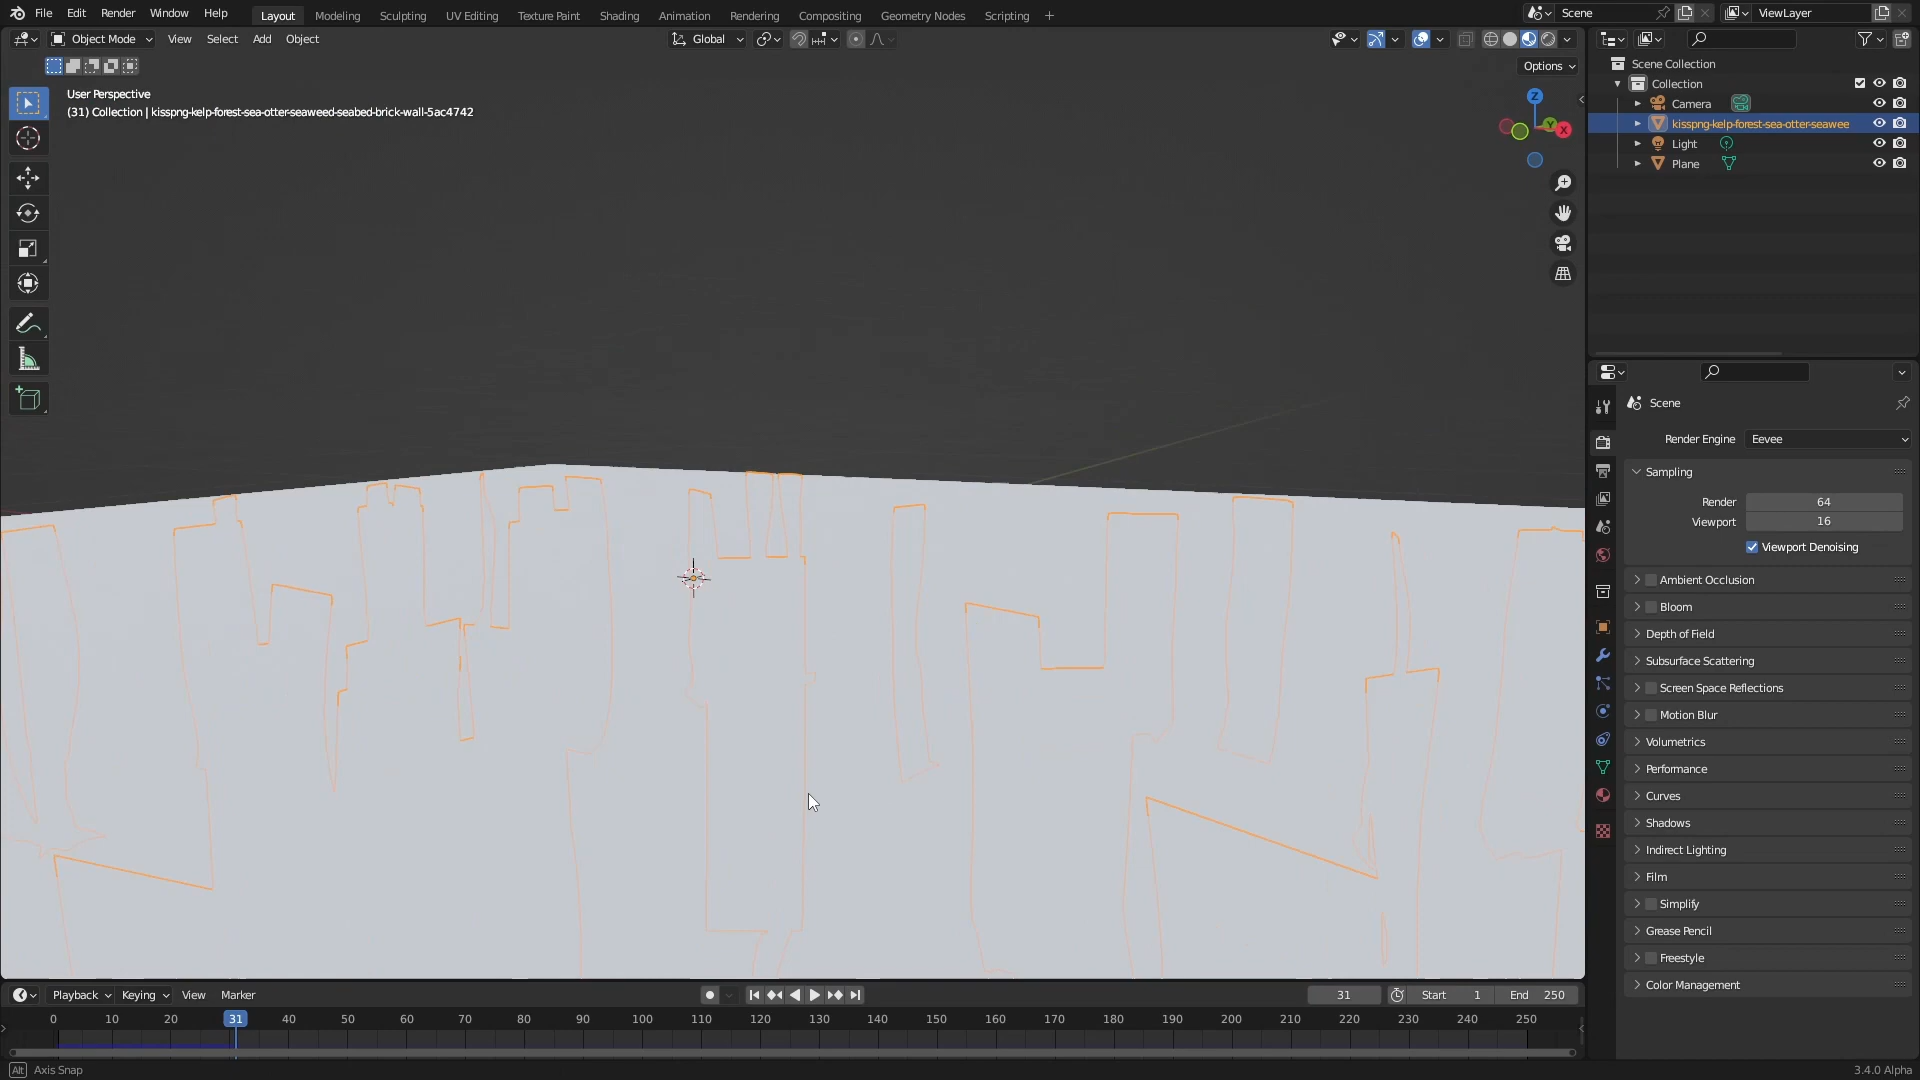 File Edit Render Window Help
Layout Modeling Sculpting UV Editing Texture Paint Shading Animation Rendering Compositing Geometry Nodes Scripting +
Scene
ViewLayer
Object Mode View Select Add Object
Global
Options
User Perspective
(31) Collection | kisspng-kelp-forest-sea-otter-seaweed-seabed-brick-wall-5ac4742
Z
Y
X
Scene Collection
Collection
Camera
kisspng-kelp-forest-sea-otter-seawee
Light
Plane
Scene
Render Engine Eevee
Sampling
Render 64
Viewport 16
Viewport Denoising
Ambient Occlusion
Bloom
Depth of Field
Subsurface Scattering
Screen Space Reflections
Motion Blur
Volumetrics
Performance
Curves
Shadows
Indirect Lighting
Film
Simplify
Grease Pencil
Freestyle
Color Management
Playback Keying View Marker
31 Start 1 End 250
0 10 20 31 40 50 60 70 80 90 100 110 120 130 140 150 160 170 180 190 200 210 220 230 240 250
Alt Axis Snap
3.4.0 Alpha